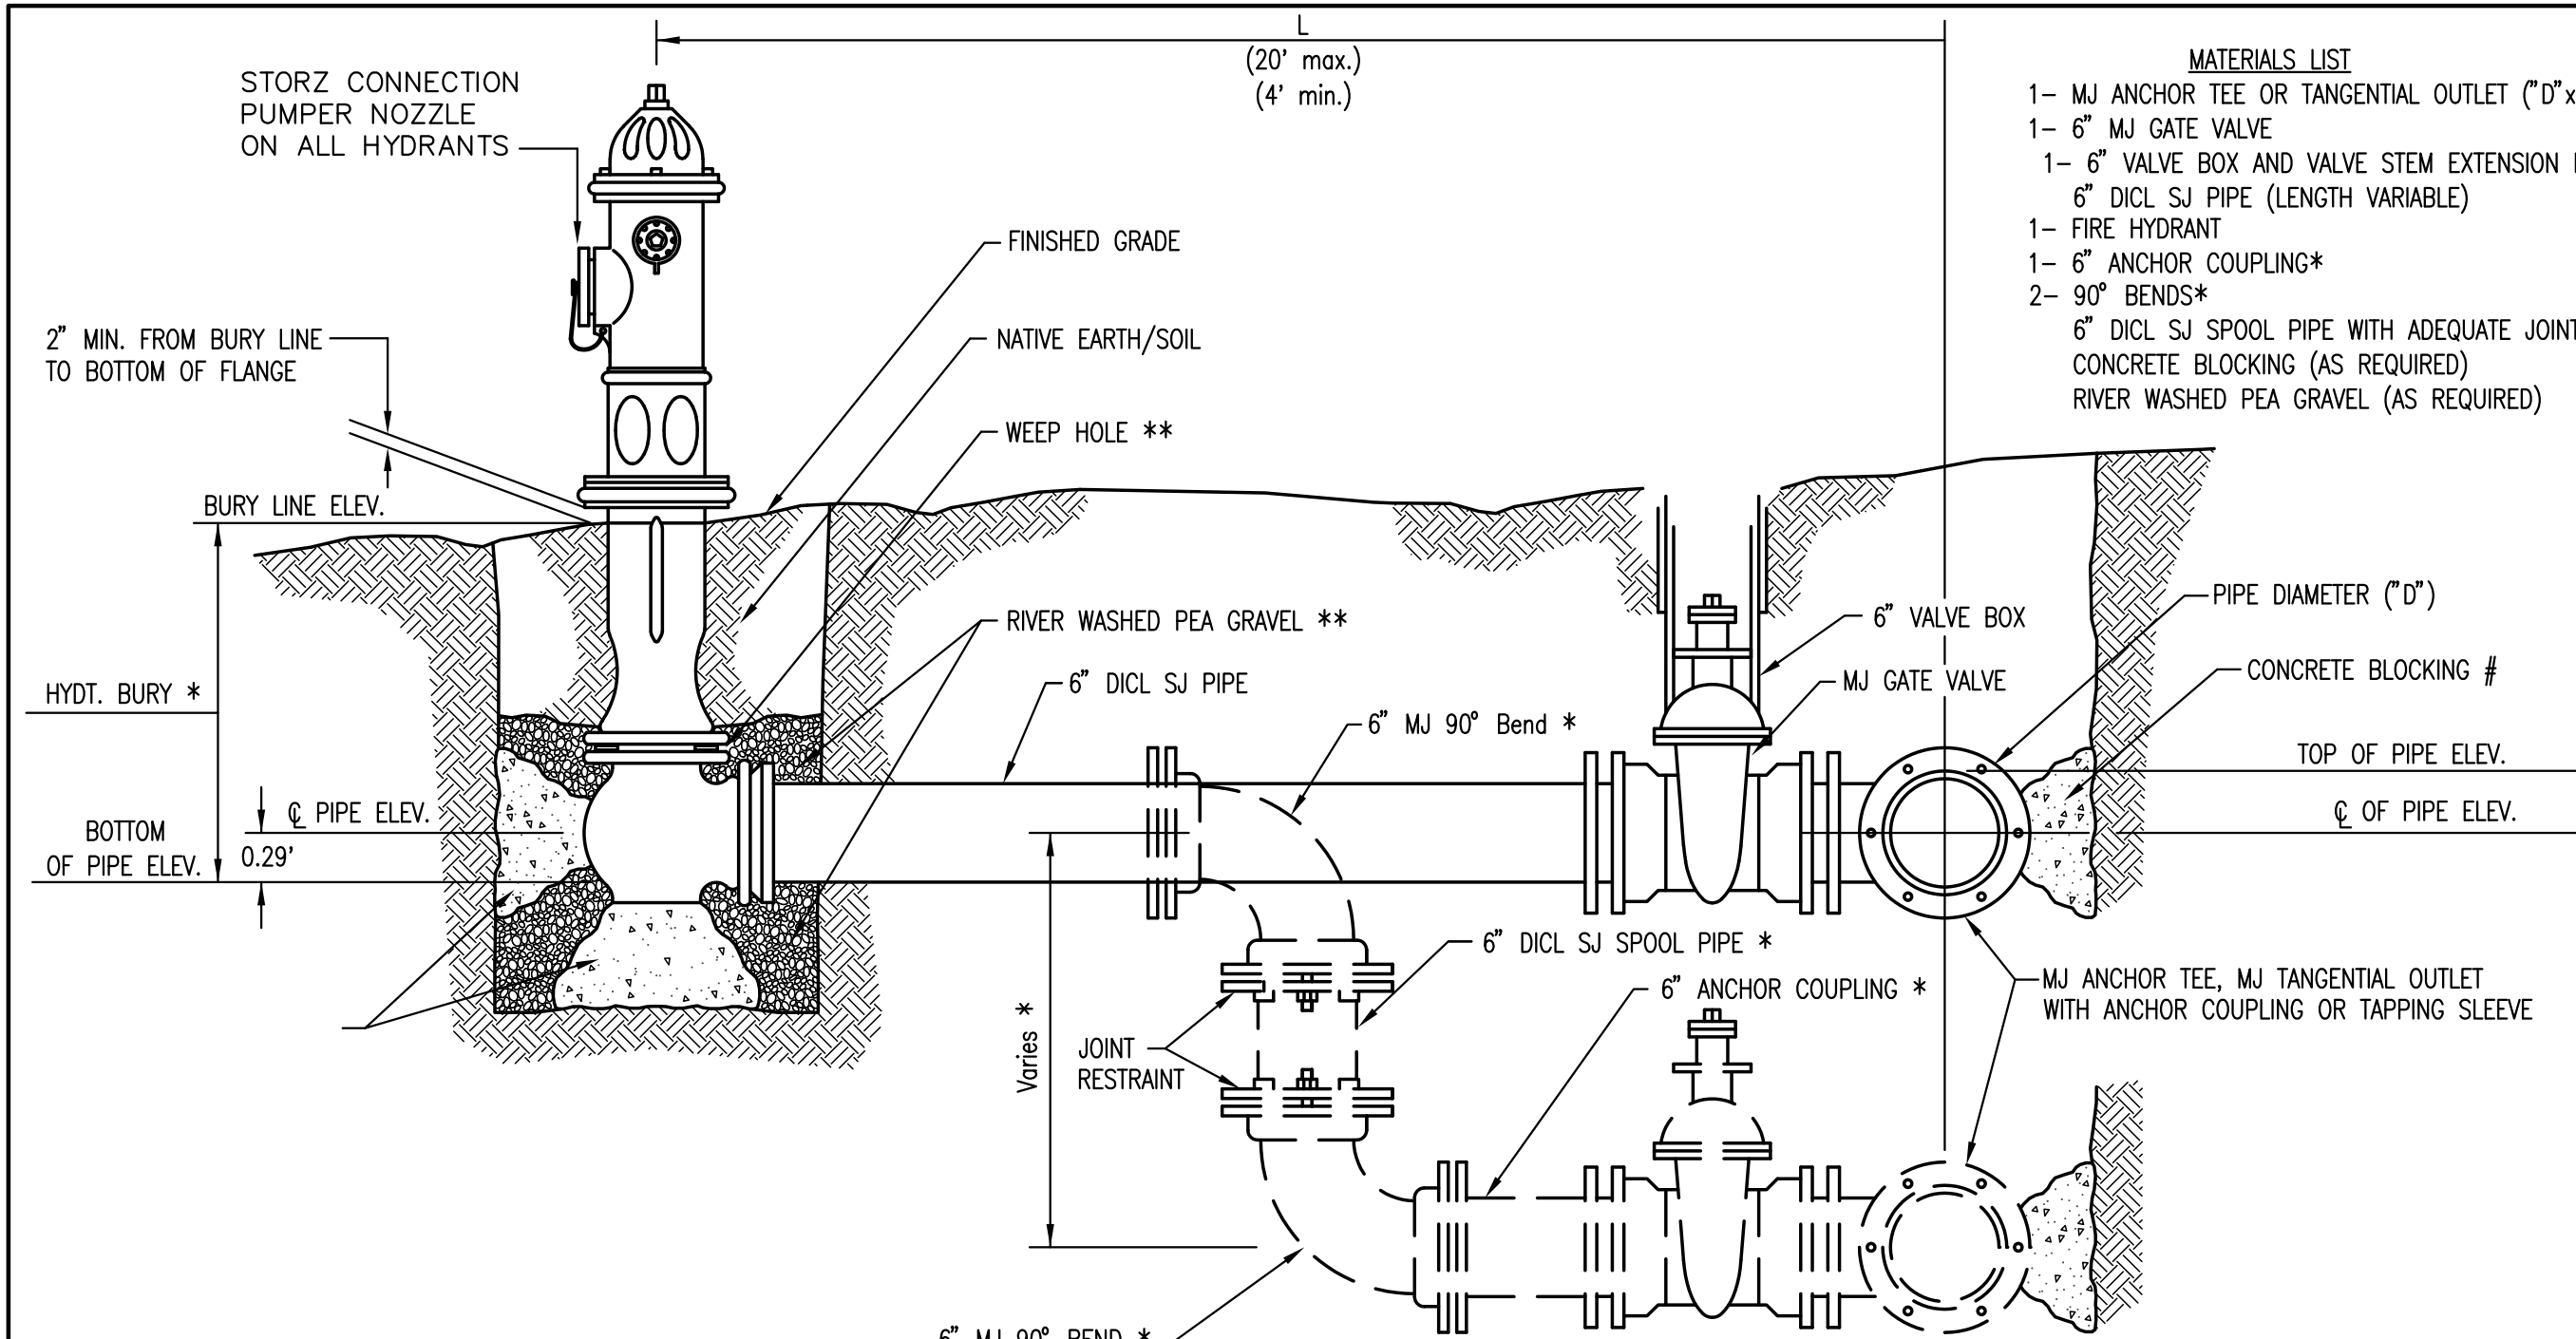 L
(20' max.)
(4' min.)
STORZ CONNECTION
PUMPER NOZZLE
ON ALL HYDRANTS
MATERIALS LIST
1- MJ ANCHOR TEE OR TANGENTIAL OUTLET ("D"x
1- 6" MJ GATE VALVE
1- 6" VALVE BOX AND VALVE STEM EXTENSION
6" DICL SJ PIPE (LENGTH VARIABLE)
1- FIRE HYDRANT
1- 6" ANCHOR COUPLING*
2- 90° BENDS*
6" DICL SJ SPOOL PIPE WITH ADEQUATE JOINT
CONCRETE BLOCKING (AS REQUIRED)
RIVER WASHED PEA GRAVEL (AS REQUIRED)
FINISHED GRADE
2" MIN. FROM BURY LINE
TO BOTTOM OF FLANGE
NATIVE EARTH/SOIL
WEEP HOLE **
BURY LINE ELEV.
RIVER WASHED PEA GRAVEL **
6" VALVE BOX
PIPE DIAMETER ("D")
HYDT. BURY *
6" DICL SJ PIPE
MJ GATE VALVE
CONCRETE BLOCKING #
6" MJ 90° Bend *
TOP OF PIPE ELEV.
℄ PIPE ELEV.
℄ OF PIPE ELEV.
BOTTOM
OF PIPE ELEV.
0.29'
6" DICL SJ SPOOL PIPE *
6" ANCHOR COUPLING *
MJ ANCHOR TEE, MJ TANGENTIAL OUTLET
WITH ANCHOR COUPLING OR TAPPING SLEEVE
Varies *
JOINT
RESTRAINT
6" MJ 90° BEND *